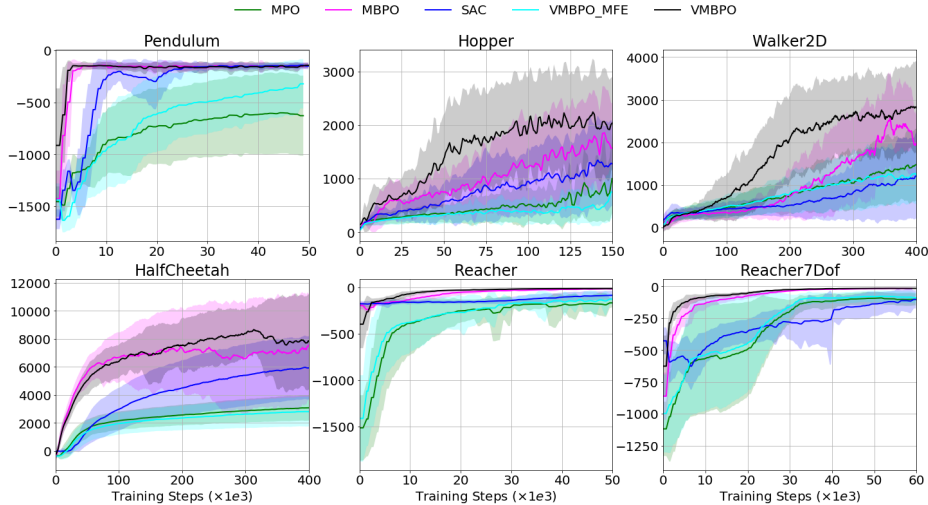 MPO MBPO SAC VMBPO_MFE VMBPO
Pendulum Hopper Walker2D
0
−500
−1000
−1500
0 10 20 30 40 50
3000
2000
1000
0
0 25 50 75 100 125 150
4000
3000
2000
1000
0
0 100 200 300 400
HalfCheetah Reacher Reacher7Dof
12000
10000
8000
6000
4000
2000
0
0 100 200 300 400
Training Steps (×1e3)
0
−500
−1000
−1500
0 10 20 30 40 50
Training Steps (×1e3)
0
−250
−500
−750
−1000
−1250
0 10 20 30 40 50 60
Training Steps (×1e3)